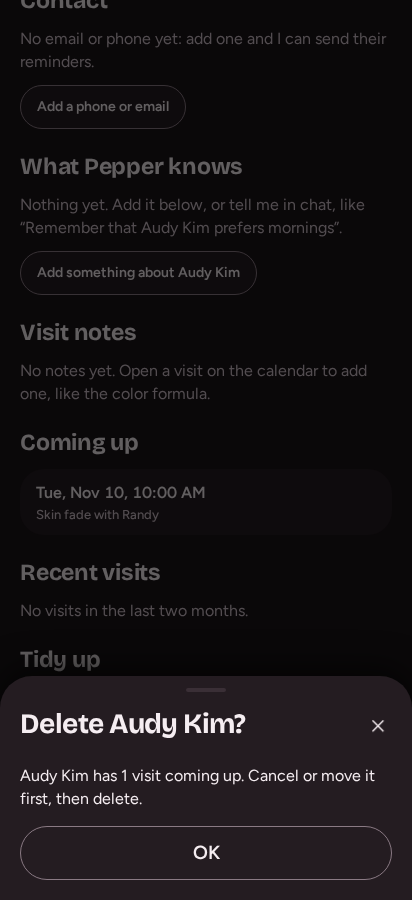 Contact
No email or phone yet: add one and I can send their
reminders.
Add a phone or email
What Pepper knows
Nothing yet. Add it below, or tell me in chat, like
“Remember that Audy Kim prefers mornings”.
Add something about Audy Kim
Visit notes
No notes yet. Open a visit on the calendar to add
one, like the color formula.
Coming up
Tue, Nov 10, 10:00 AM
Skin fade with Randy
Recent visits
No visits in the last two months.
Tidy up
Delete Audy Kim?
Audy Kim has 1 visit coming up. Cancel or move it
first, then delete.
OK